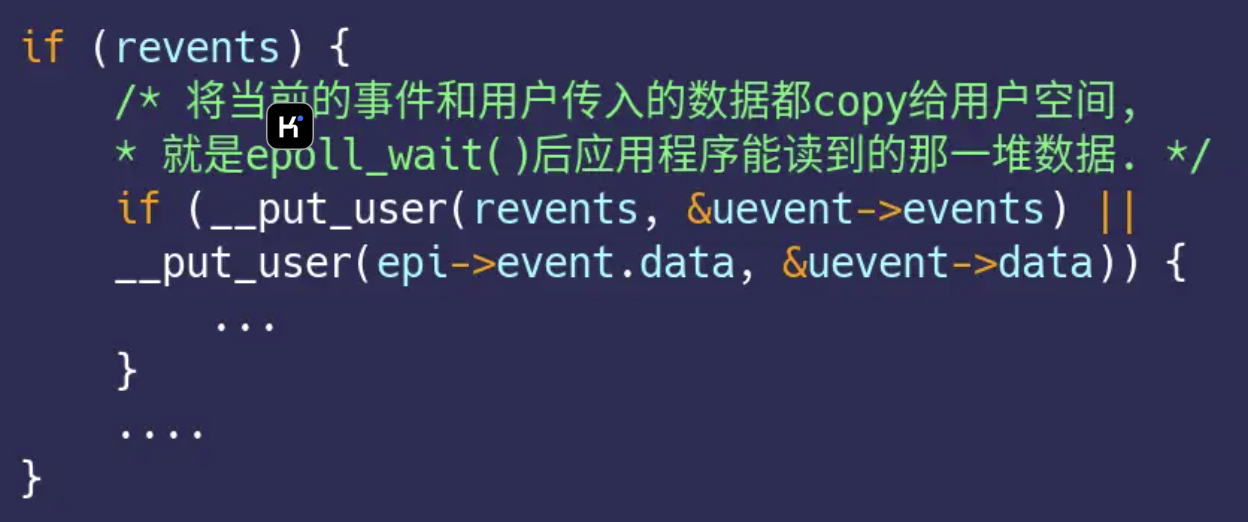 if (revents) {
/* 将当前的事件和用户传入的数据都copy给用户空间,
* 就是epoll_wait()后应用程序能读到的那一堆数据. */
if (__put_user(revents, &uevent->events) ||
__put_user(epi->event.data, &uevent->data)) {
...
}
....
}